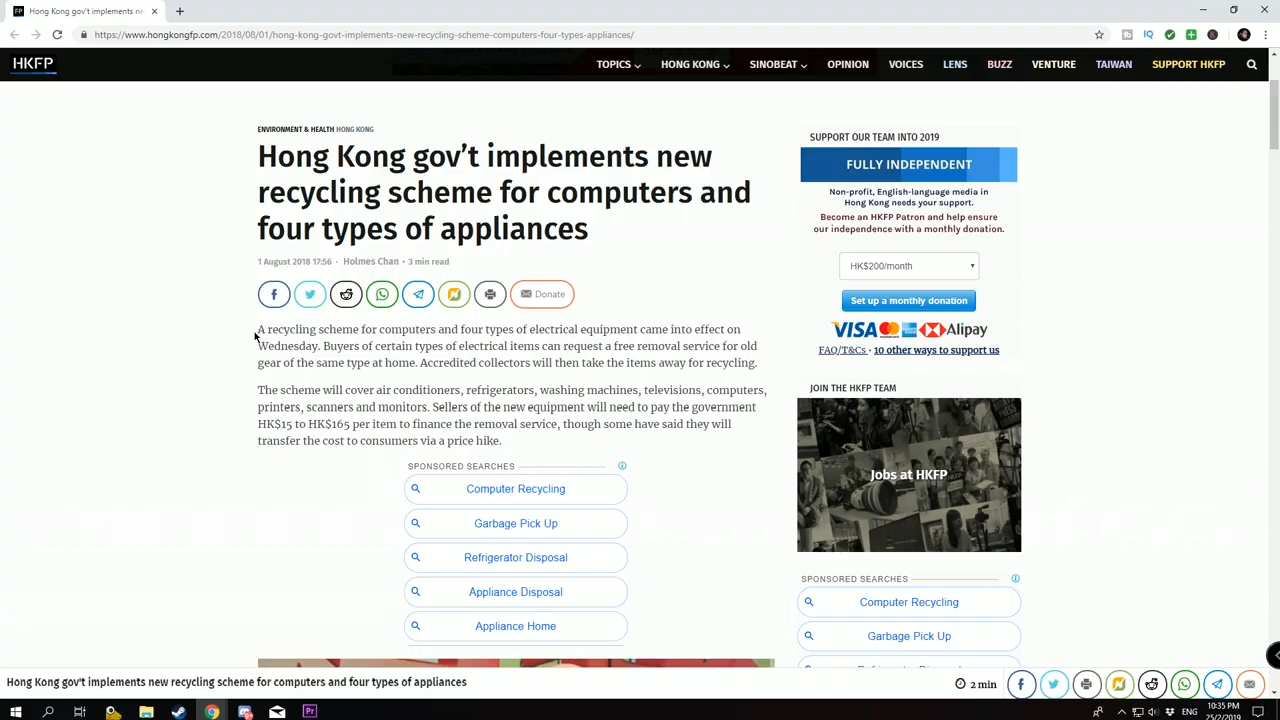 Hong Kong gov't implements ne
https://www.hongkongfp.com/2018/08/01/hong-kong-govt-implements-new-recycling-scheme-computers-four-types-appliances/
HKFP
TOPICS
HONG KONG
SINOBEAT
OPINION
VOICES
LENS
BUZZ
VENTURE
TAIWAN
SUPPORT HKFP
ENVIRONMENT & HEALTH HONG KONG
Hong Kong gov't implements new
recycling scheme for computers and
four types of appliances
1 August 2018 17:56 · Holmes Chan • 3 min read
Donate
A recycling scheme for computers and four types of electrical equipment came into effect on
Wednesday. Buyers of certain types of electrical items can request a free removal service for old
gear of the same type at home. Accredited collectors will then take the items away for recycling.
The scheme will cover air conditioners, refrigerators, washing machines, televisions, computers,
printers, scanners and monitors. Sellers of the new equipment will need to pay the government
HK$15 to HK$165 per item to finance the removal service, though some have said they will
transfer the cost to consumers via a price hike.
SPONSORED SEARCHES
Computer Recycling
Garbage Pick Up
Refrigerator Disposal
Appliance Disposal
Appliance Home
SUPPORT OUR TEAM INTO 2019
FULLY INDEPENDENT
Non-profit, English-language media in
Hong Kong needs your support.
Become an HKFP Patron and help ensure
our independence with a monthly donation.
HK$200/month
Set up a monthly donation
VISA
Alipay
FAQ/T&Cs · 10 other ways to support us
JOIN THE HKFP TEAM
Jobs at HKFP
SPONSORED SEARCHES
Computer Recycling
Garbage Pick Up
Hong Kong gov't implements new recycling scheme for computers and four types of appliances
2 min
ENG
10:35 PM
25/2/2019